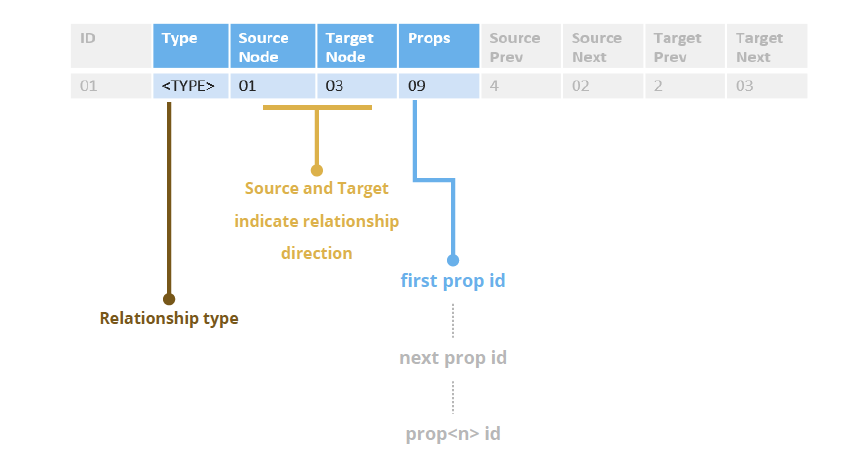 ID Type Source Node Target Node Props Source Prev Source Next Target Prev Target Next
01 <TYPE> 01 03 09 4 02 2 03
Source and Target
indicate relationship
direction
first prop id
Relationship type
next prop id
prop<n> id